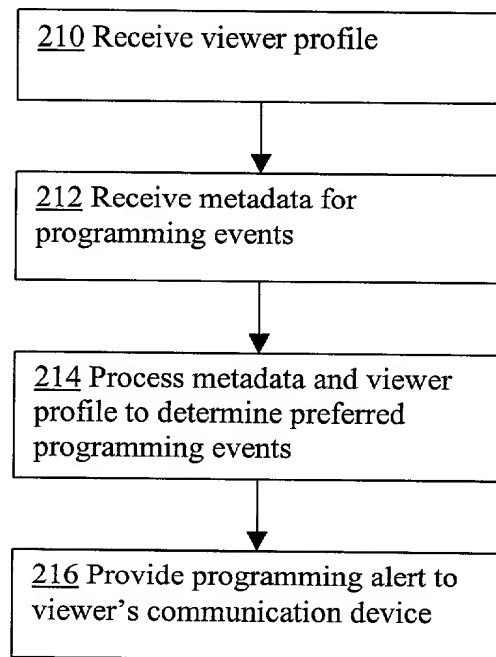 210 Receive viewer profile
212 Receive metadata for
programming events
214 Process metadata and viewer
profile to determine preferred
programming events
216 Provide programming alert to
viewer's communication device